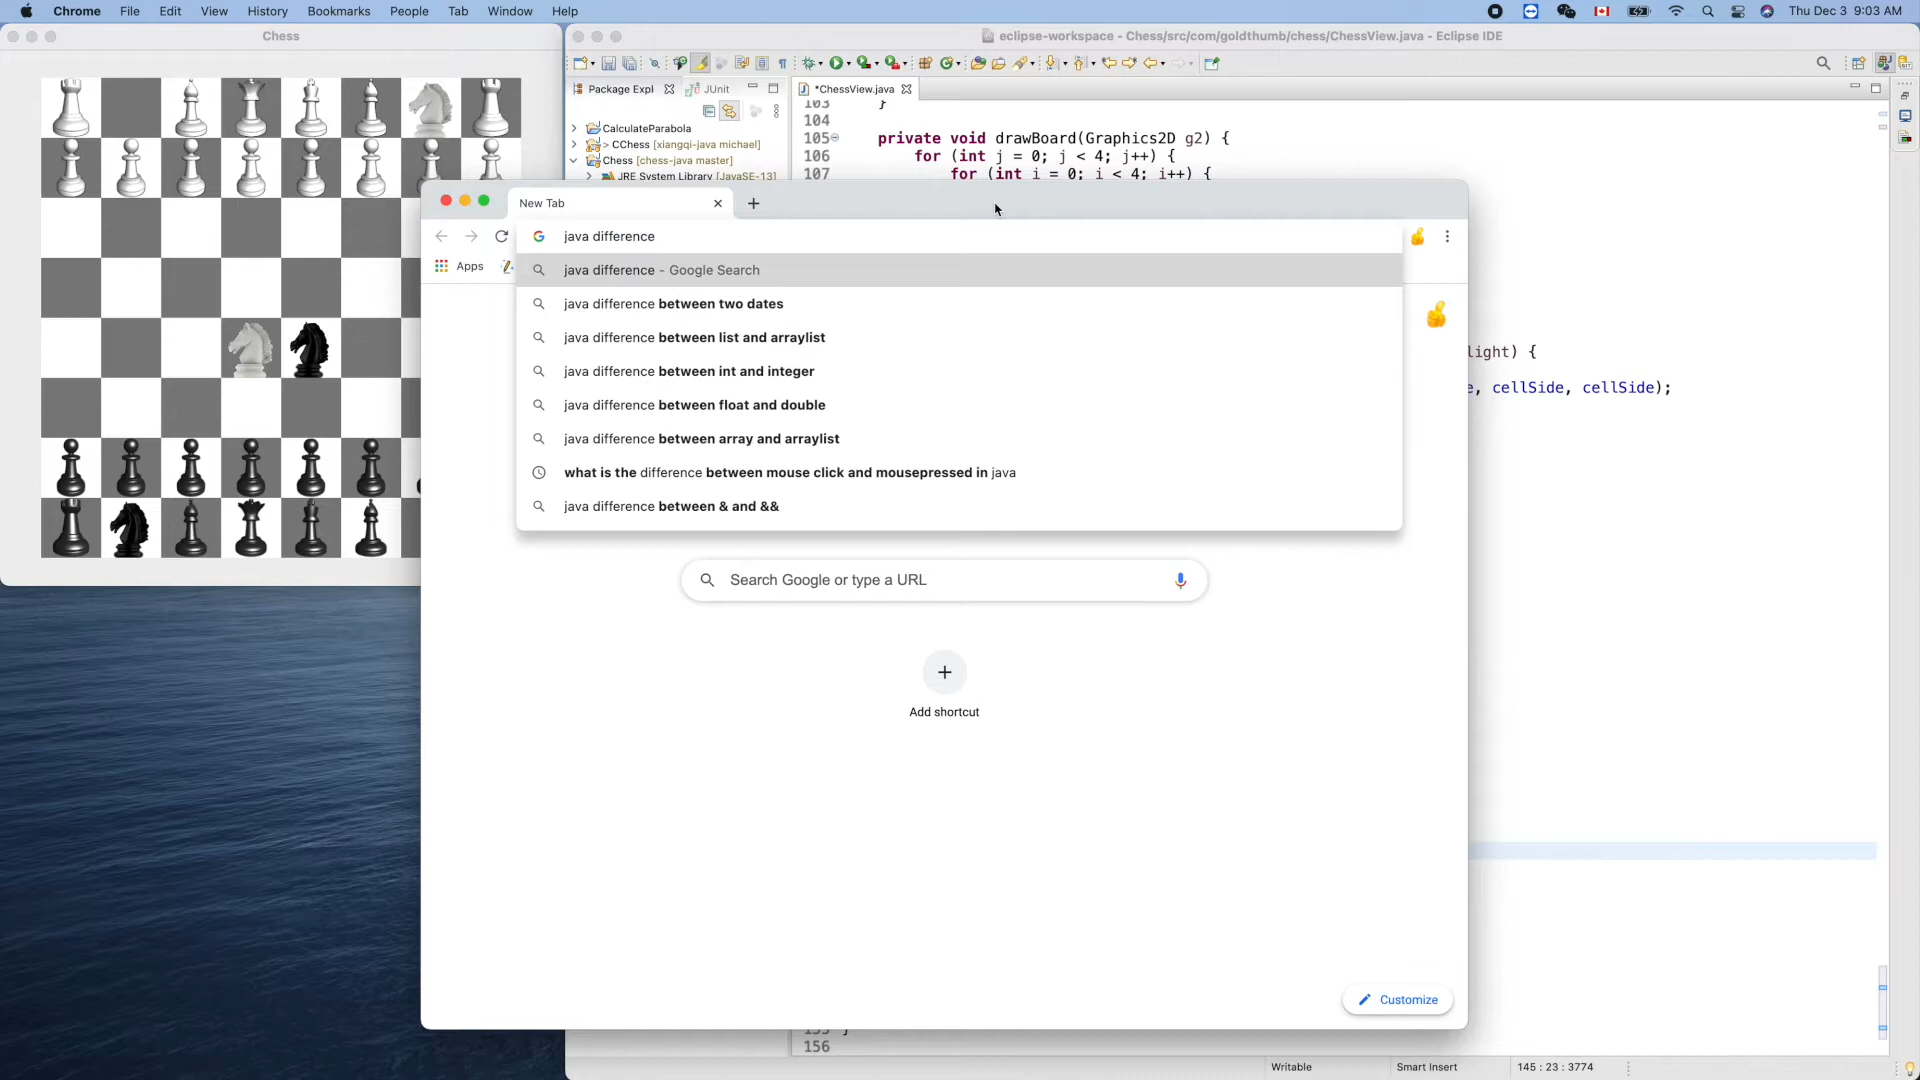 Chrome File Edit View History Bookmarks People Tab Window Help
Thu Dec 3 9:03 AM
Chess
eclipse-workspace - Chess/src/com/goldthumb/chess/ChessView.java - Eclipse IDE
Package Expl JUnit
*ChessView.java
CalculateParabola
> CChess [xiangqi-java michael]
Chess [chess-java master]
JRE System Library [JavaSE-13]
103 }
104
105 private void drawBoard(Graphics2D g2) {
106 for (int j = 0; j < 4; j++) {
107 for (int i = 0; i < 4; i++) {
New Tab
java difference
Apps
java difference - Google Search
java difference between two dates
java difference between list and arraylist
java difference between int and integer
java difference between float and double
java difference between array and arraylist
what is the difference between mouse click and mousepressed in java
java difference between & and &&
light) {
e, cellSide, cellSide);
Search Google or type a URL
Add shortcut
Customize
155 }
156
Writable Smart Insert 145 : 23 : 3774